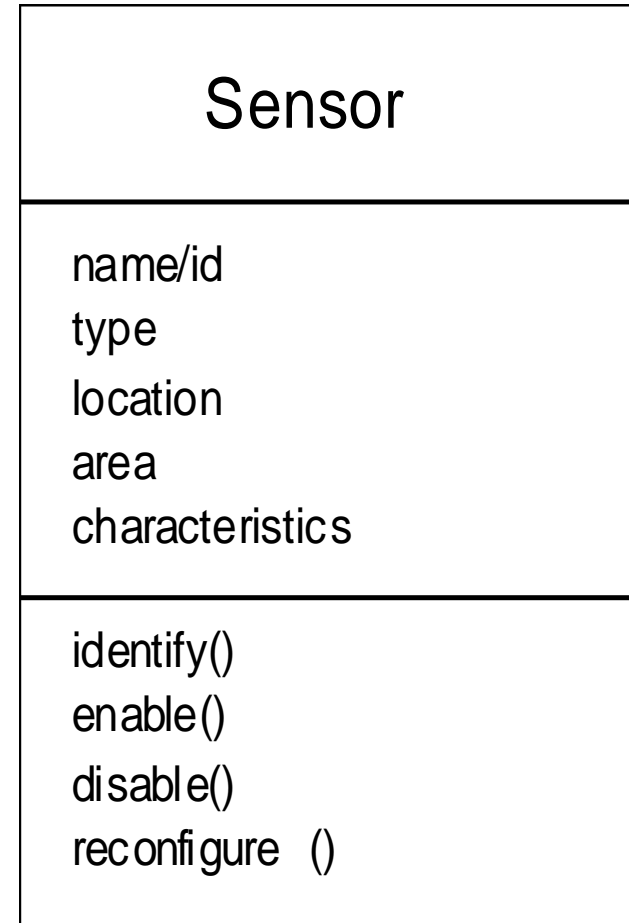 Sensor
name/id
type
location
area
characteristics
identify()
enable()
disable()
reconfigure ()